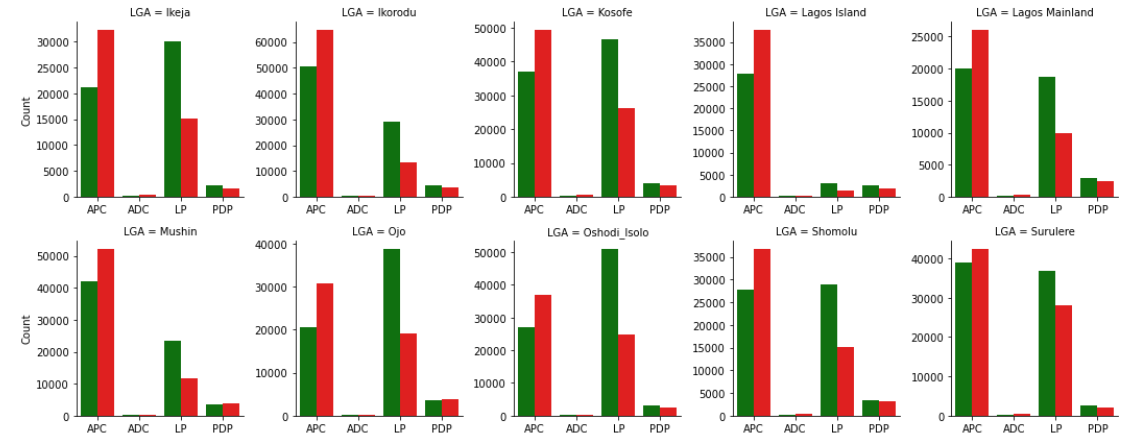 LGA = Ikeja
LGA = Ikorodu
LGA = Kosofe
LGA = Lagos Island
LGA = Lagos Mainland
Count
30000
25000
20000
15000
10000
5000
0
APC ADC LP PDP
60000
50000
40000
30000
20000
10000
0
APC ADC LP PDP
50000
40000
30000
20000
10000
0
APC ADC LP PDP
35000
30000
25000
20000
15000
10000
5000
0
APC ADC LP PDP
25000
20000
15000
10000
5000
0
APC ADC LP PDP
LGA = Mushin
LGA = Ojo
LGA = Oshodi_Isolo
LGA = Shomolu
LGA = Surulere
Count
50000
40000
30000
20000
10000
0
APC ADC LP PDP
40000
30000
20000
10000
0
APC ADC LP PDP
50000
40000
30000
20000
10000
0
APC ADC LP PDP
35000
30000
25000
20000
15000
10000
5000
0
APC ADC LP PDP
40000
30000
20000
10000
0
APC ADC LP PDP